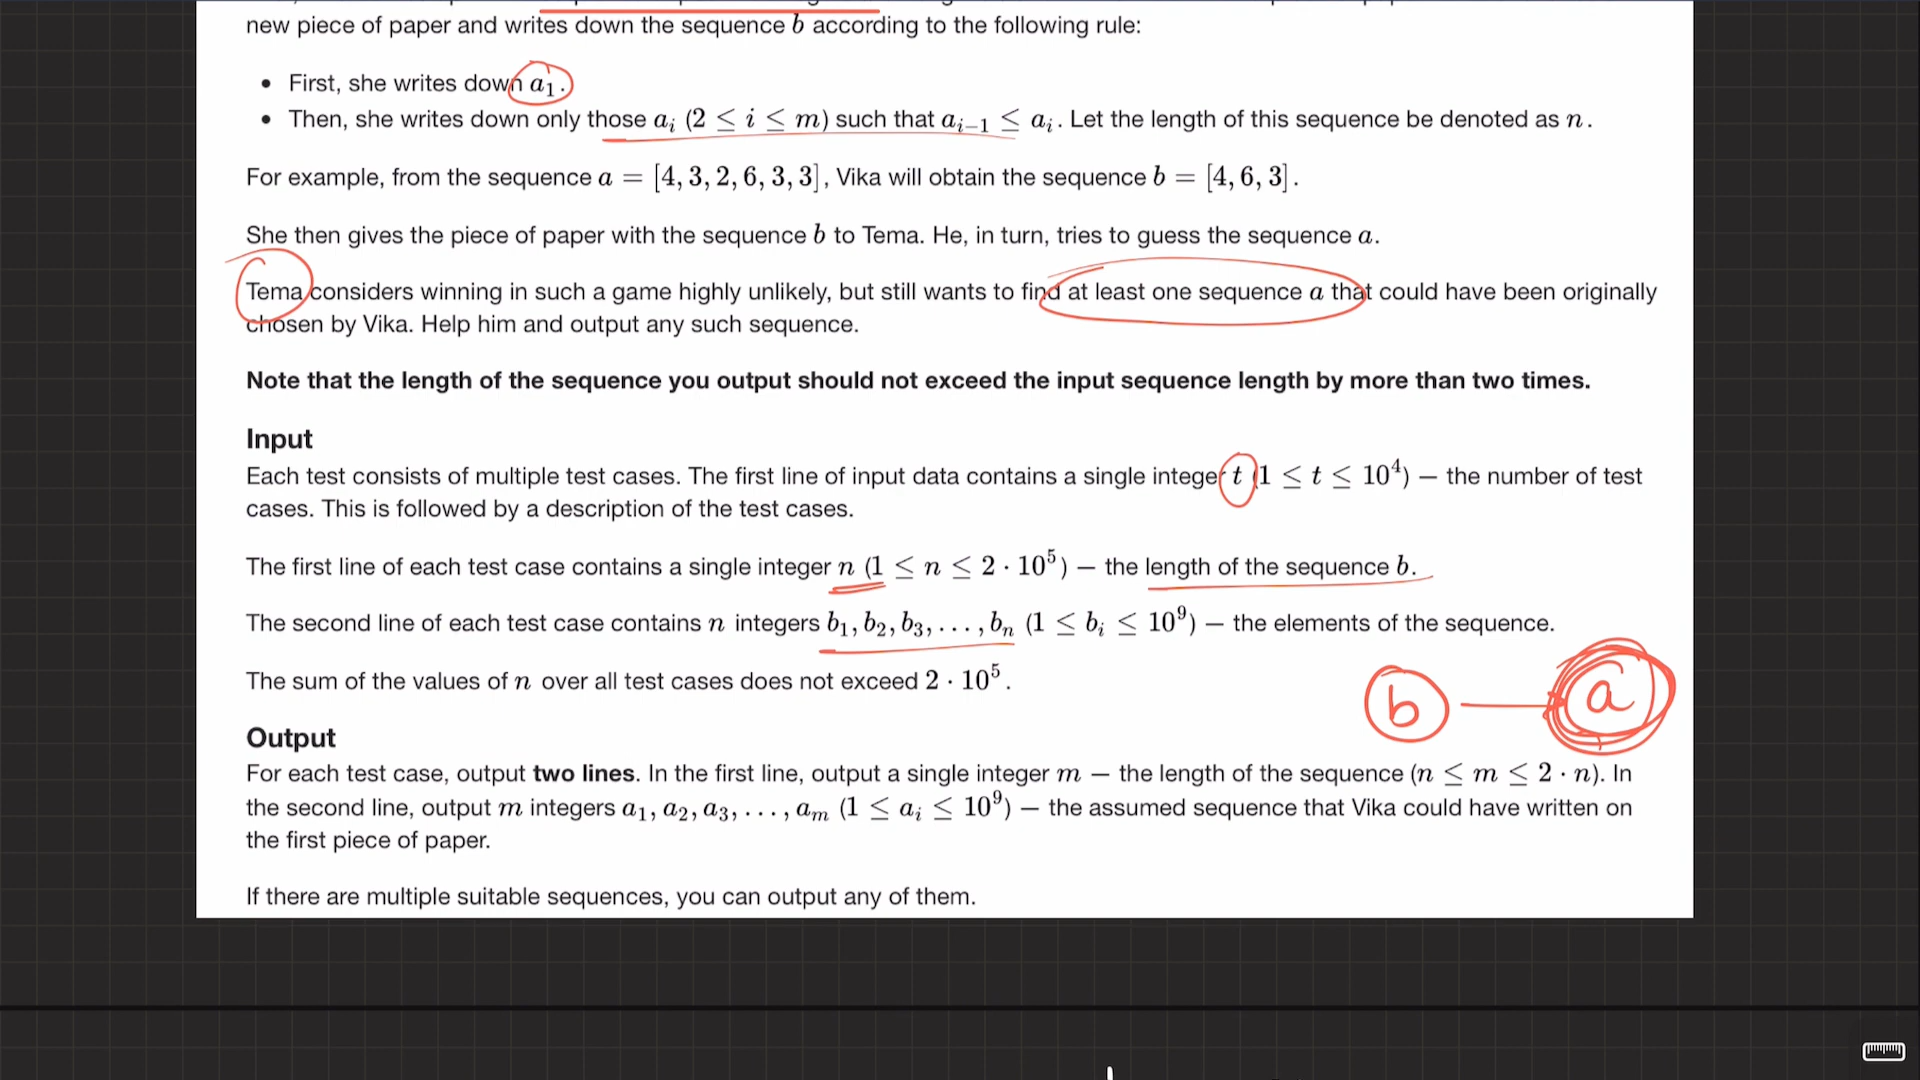 new piece of paper and writes down the sequence b according to the following rule:
• First, she writes down a₁.
• Then, she writes down only those aᵢ (2 ≤ i ≤ m) such that aᵢ₋₁ ≤ aᵢ. Let the length of this sequence be denoted as n.
For example, from the sequence a = [4, 3, 2, 6, 3, 3], Vika will obtain the sequence b = [4, 6, 3].
She then gives the piece of paper with the sequence b to Tema. He, in turn, tries to guess the sequence a.
Tema considers winning in such a game highly unlikely, but still wants to find at least one sequence a that could have been originally
chosen by Vika. Help him and output any such sequence.
Note that the length of the sequence you output should not exceed the input sequence length by more than two times.
Input
Each test consists of multiple test cases. The first line of input data contains a single integer t (1 ≤ t ≤ 10⁴) — the number of test
cases. This is followed by a description of the test cases.
The first line of each test case contains a single integer n (1 ≤ n ≤ 2 · 10⁵) — the length of the sequence b.
The second line of each test case contains n integers b₁, b₂, b₃, . . . , bₙ (1 ≤ bᵢ ≤ 10⁹) — the elements of the sequence.
The sum of the values of n over all test cases does not exceed 2 · 10⁵.
b a
Output
For each test case, output two lines. In the first line, output a single integer m — the length of the sequence (n ≤ m ≤ 2 · n). In
the second line, output m integers a₁, a₂, a₃, . . . , aₘ (1 ≤ aᵢ ≤ 10⁹) — the assumed sequence that Vika could have written on
the first piece of paper.
If there are multiple suitable sequences, you can output any of them.